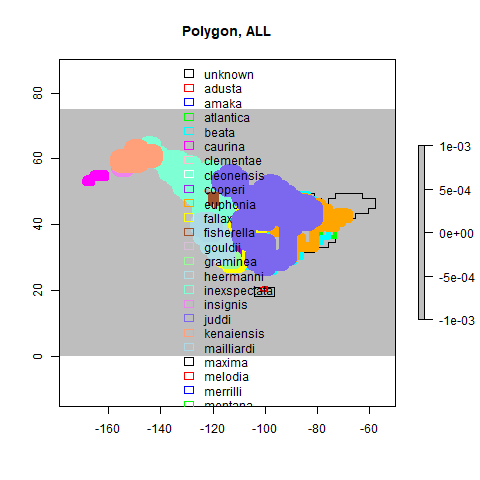 Polygon, ALL
unknown
adusta
amaka
atlantica
beata
caurina
clementae
cleonensis
cooperi
euphonia
fallax
fisherella
gouldii
graminea
heermanni
inexspectata
insignis
juddi
kenaiensis
mailliardi
maxima
melodia
merrilli
montana
80
60
40
20
0
-160
-140
-120
-100
-80
-60
1e-03
5e-04
0e+00
-5e-04
-1e-03